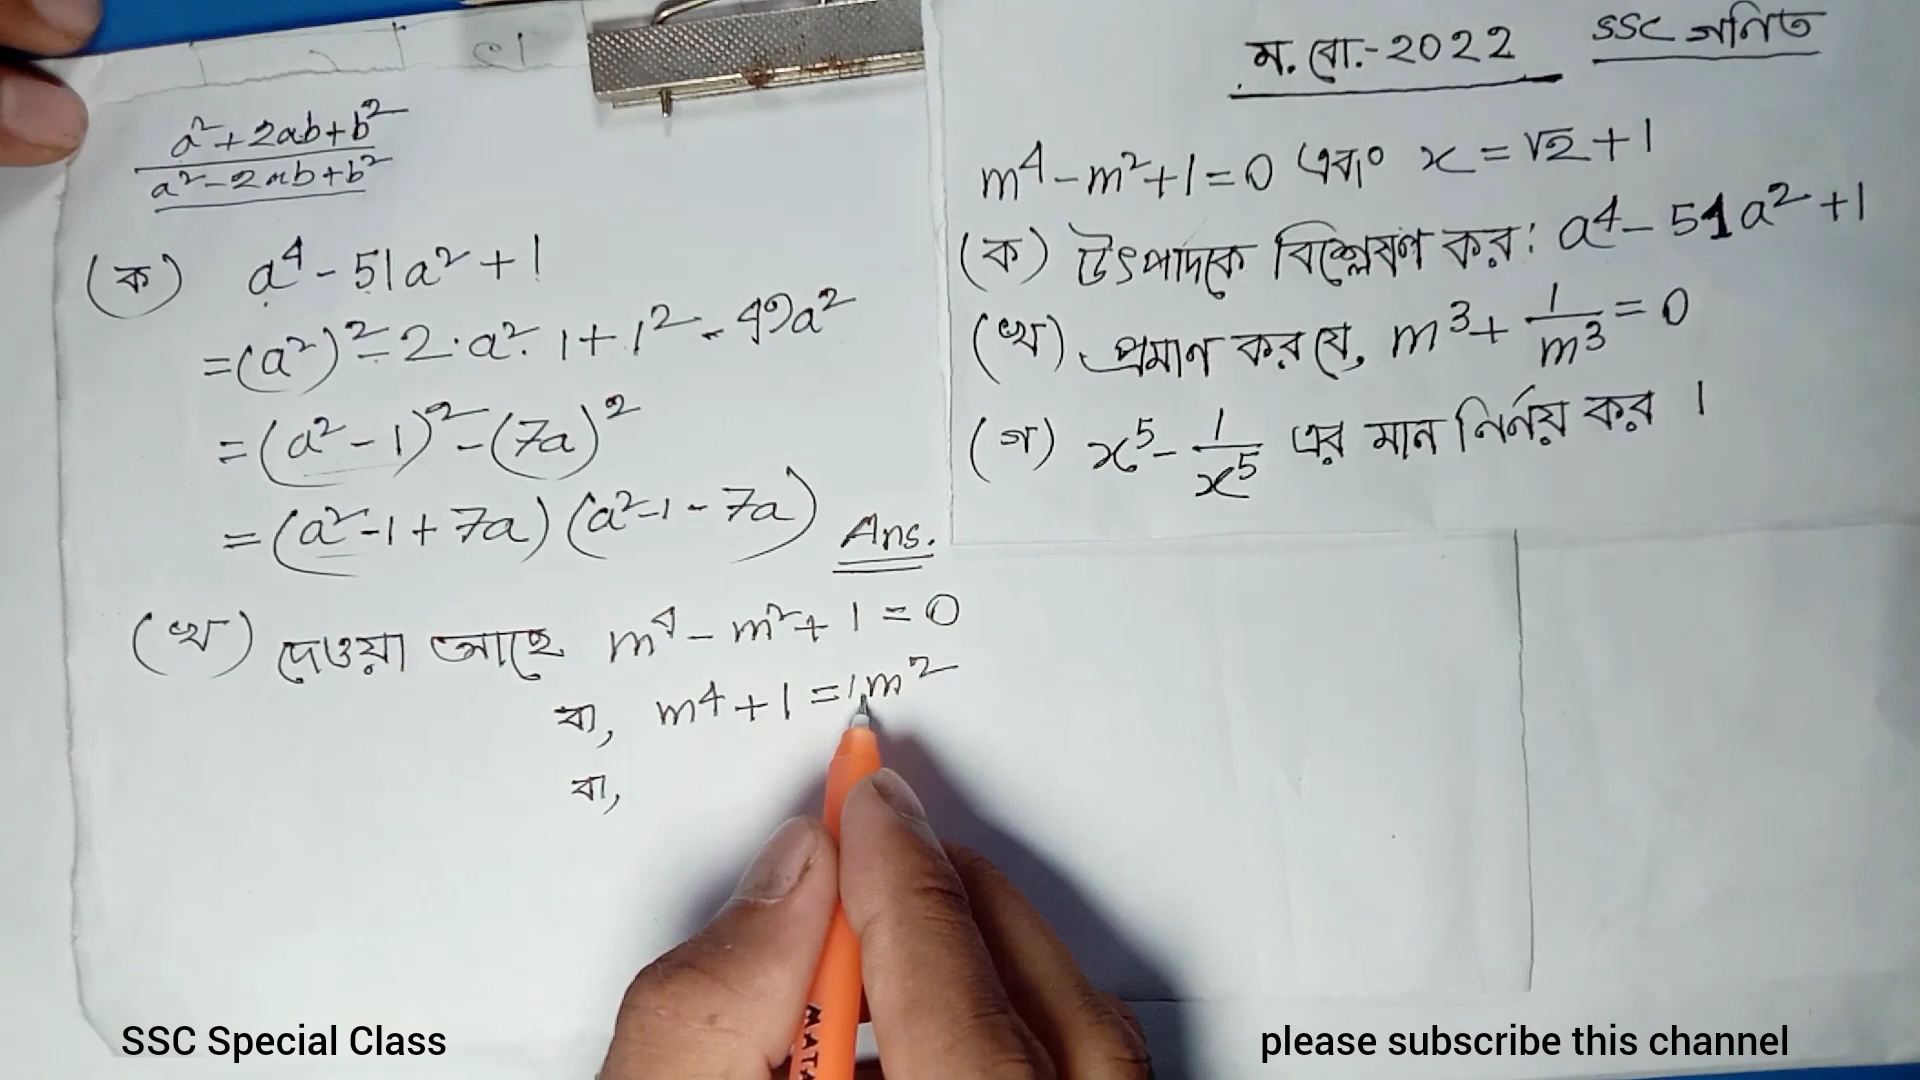 a²+2ab+b²
a²-2ab+b²
(ক) a⁴-51a²+1
=(a²)²-2·a²·1+1²-49a²
=(a²-1)²-(7a)²
=(a²-1+7a)(a²-1-7a) Ans.
(খ) দেওয়া আছে m⁴-m²+1=0
বা, m⁴+1=1m²
বা,
ম. বো:-2022 SSC গনিত
m⁴-m²+1=0 এবং x=√2+1
(ক) উৎপাদকে বিশ্লেষণ কর: a⁴-51a²+1
(খ) প্রমাণ কর যে, m³+1/m³=0
(গ) x⁵-1/x⁵ এর মান নির্নয় কর।
SSC Special Class
please subscribe this channel